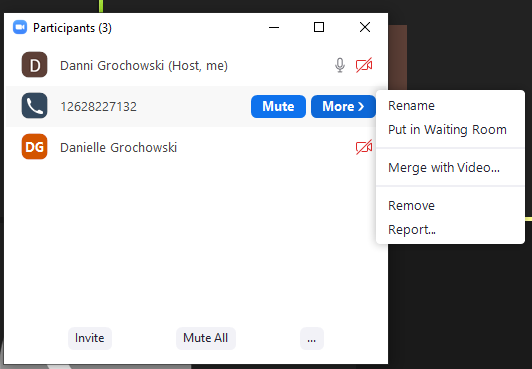 Participants (3)
D Danni Grochowski (Host, me)
12628227132 Mute More >
DG Danielle Grochowski
Rename
Put in Waiting Room
Merge with Video...
Remove
Report...
Invite Mute All ...